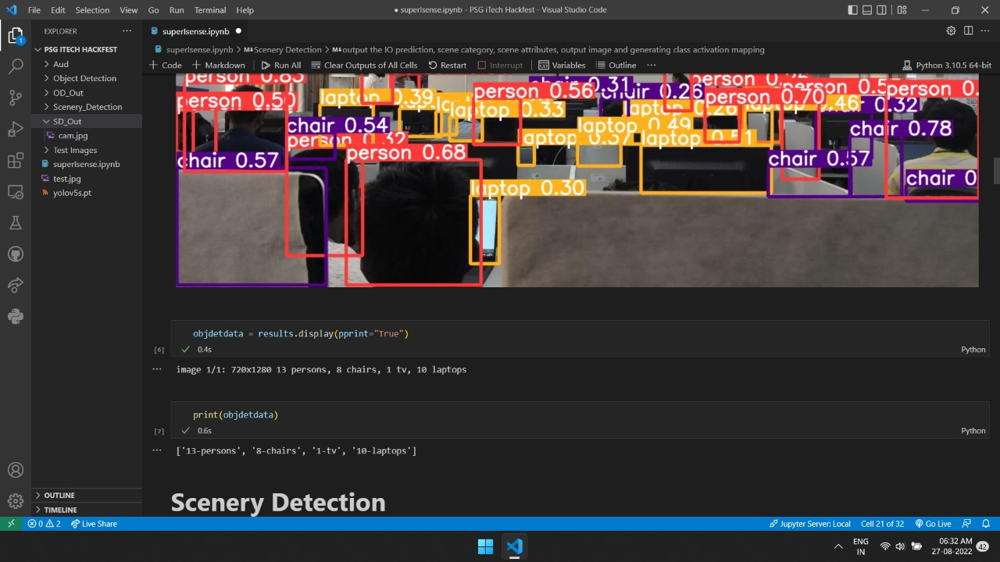 File Edit Selection View Go Run Terminal Help
● superIsense.ipynb - PSG iTech Hackfest - Visual Studio Code
EXPLORER
PSG ITECH HACKFEST
Aud
Object Detection
OD_Out
Scenery_Detection
SD_Out
cam.jpg
Test Images
superIsense.ipynb
test.jpg
yolov5s.pt
OUTLINE
TIMELINE
1
superIsense.ipynb ●
superIsense.ipynb > M↓Scenery Detection > M↓output the IO prediction, scene category, scene attributes, output image and generating class activation mapping
+ Code + Markdown Run All Clear Outputs of All Cells Restart Interrupt Variables Outline ··· Python 3.10.5 64-bit
person 0.83
chair 0.31
person 0.50
laptop 0.39
person 0.56
0.26
person 0.70
0.46
0.32
laptop 0.33
laptop 0.26
chair 0.54
laptop 0.49
chair 0.78
person 0.32
laptop 0.37
laptop 0.51
person 0.68
chair 0.57
chair 0.57
chair 0
laptop 0.30
objdetdata = results.display(pprint="True")
[6] 0.4s Python
image 1/1: 720x1280 13 persons, 8 chairs, 1 tv, 10 laptops
print(objdetdata)
[7] 0.6s Python
['13-persons', '8-chairs', '1-tv', '10-laptops']
Scenery Detection
0 2 Live Share Jupyter Server: Local Cell 21 of 32 Go Live
ENG
IN
06:32 AM
27-08-2022
42